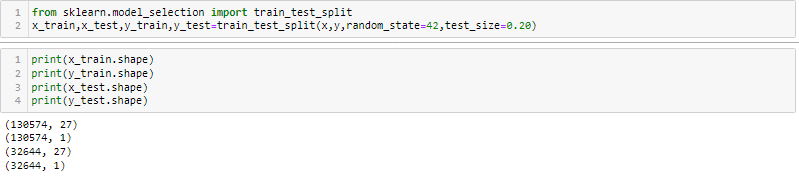 1 from sklearn.model_selection import train_test_split
2 x_train,x_test,y_train,y_test=train_test_split(x,y,random_state=42,test_size=0.20)
1 print(x_train.shape)
2 print(y_train.shape)
3 print(x_test.shape)
4 print(y_test.shape)
(130574, 27)
(130574, 1)
(32644, 27)
(32644, 1)